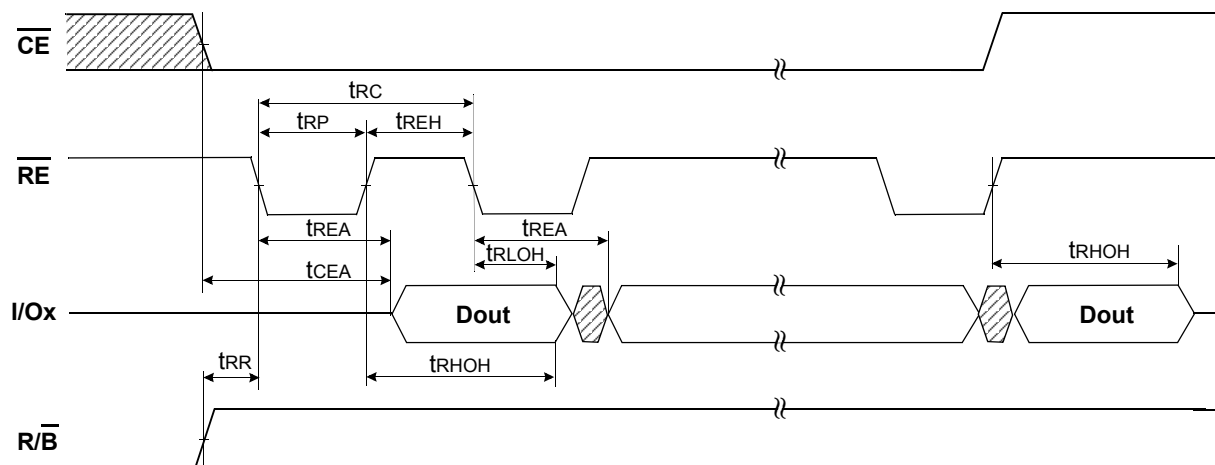 CE
tRC
tRP tREH
RE
tREA tREA
tRLOH
tCEA tRHOH
I/Ox Dout Dout
tRR tRHOH
R/B